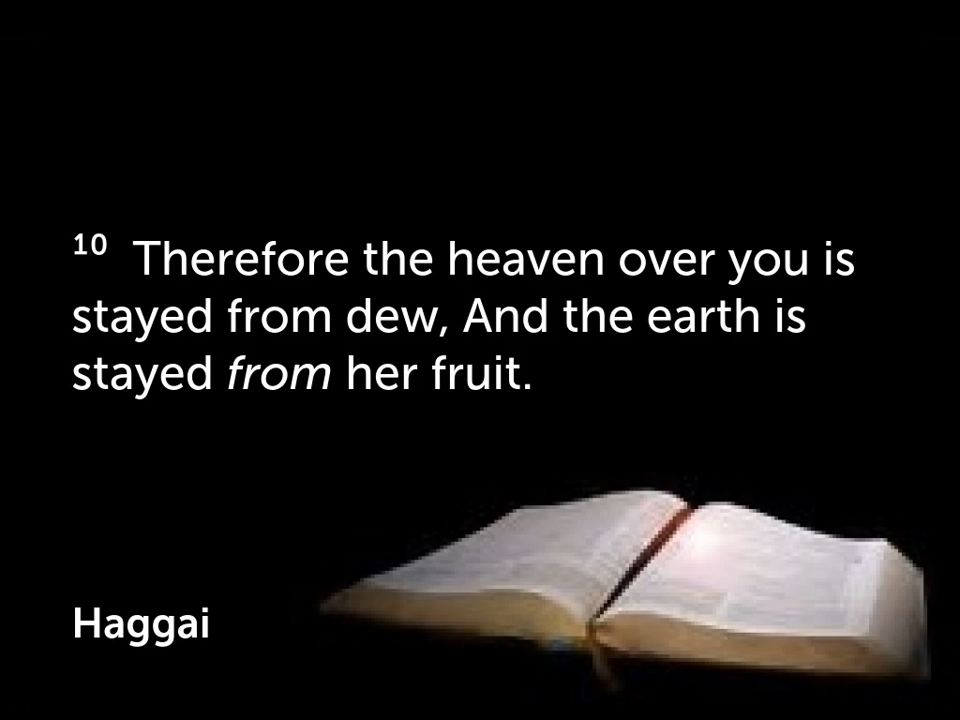 10 Therefore the heaven over you is
stayed from dew, And the earth is
stayed from her fruit.
Haggai